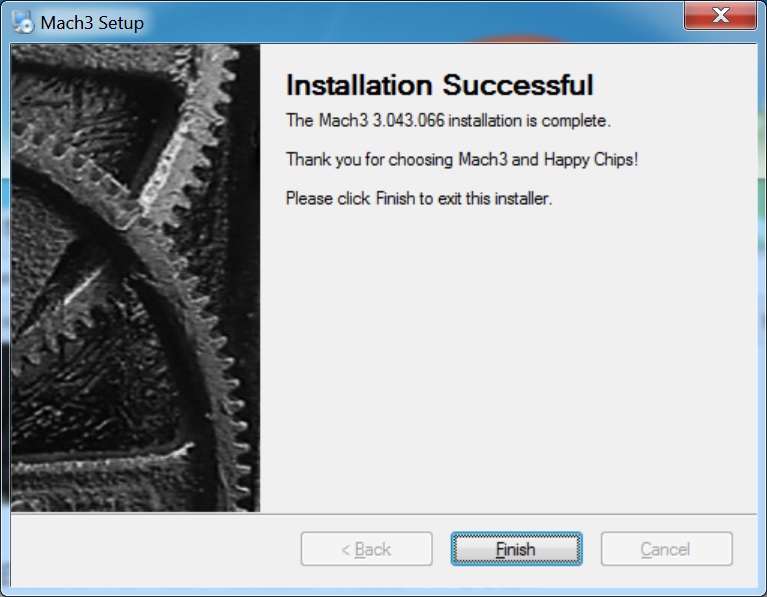 Mach3 Setup
Installation Successful
The Mach3 3.043.066 installation is complete.
Thank you for choosing Mach3 and Happy Chips!
Please click Finish to exit this installer.
< Back
Finish
Cancel